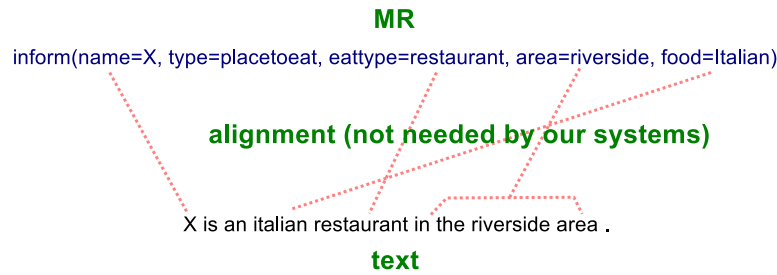 MR
inform(name=X, type=placetoeat, eattype=restaurant, area=riverside, food=Italian)
alignment (not needed by our systems)
X is an italian restaurant in the riverside area .
text